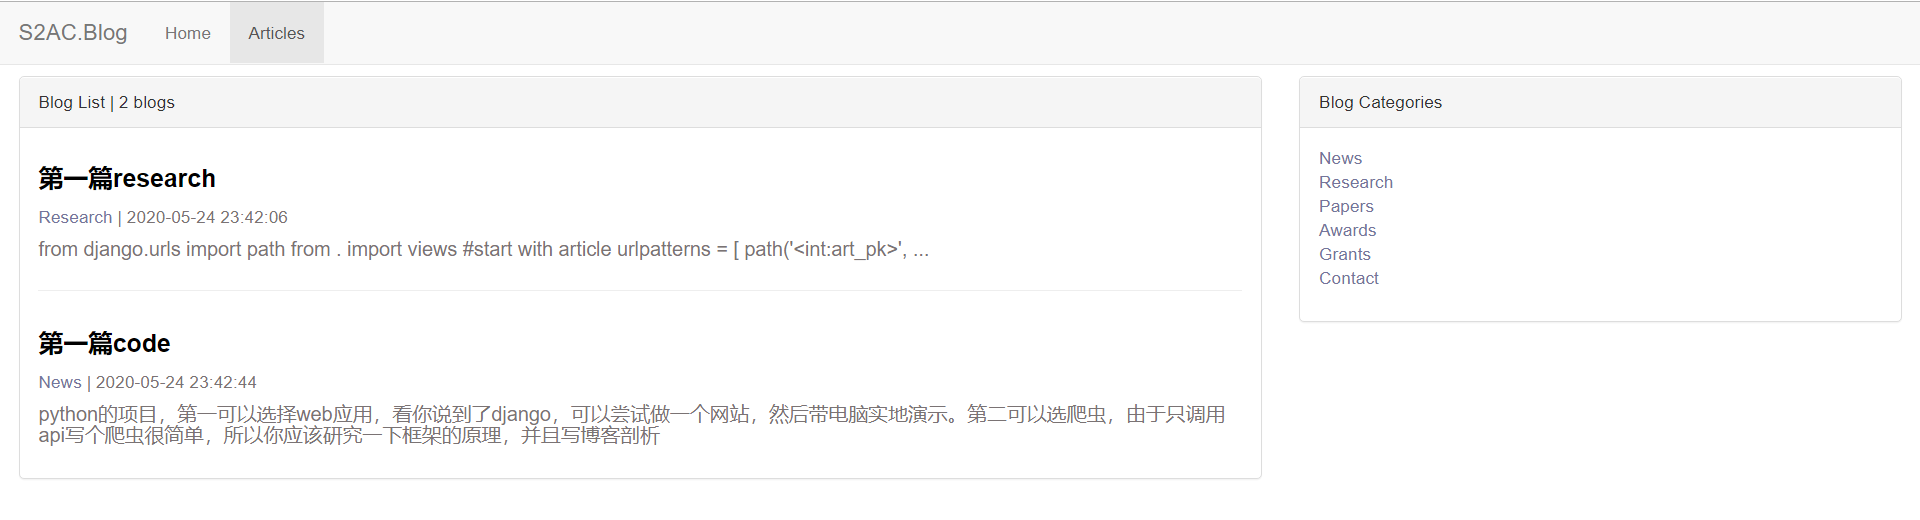 S2AC.Blog Home Articles
Blog List | 2 blogs
第一篇research
Research | 2020-05-24 23:42:06
from django.urls import path from . import views #start with article urlpatterns = [ path('<int:art_pk>', ...
第一篇code
News | 2020-05-24 23:42:44
python的项目，第一可以选择web应用，看你说到了django，可以尝试做一个网站，然后带电脑实地演示。第二可以选爬虫，由于只调用
api写个爬虫很简单，所以你应该研究一下框架的原理，并且写博客剖析
Blog Categories
News
Research
Papers
Awards
Grants
Contact